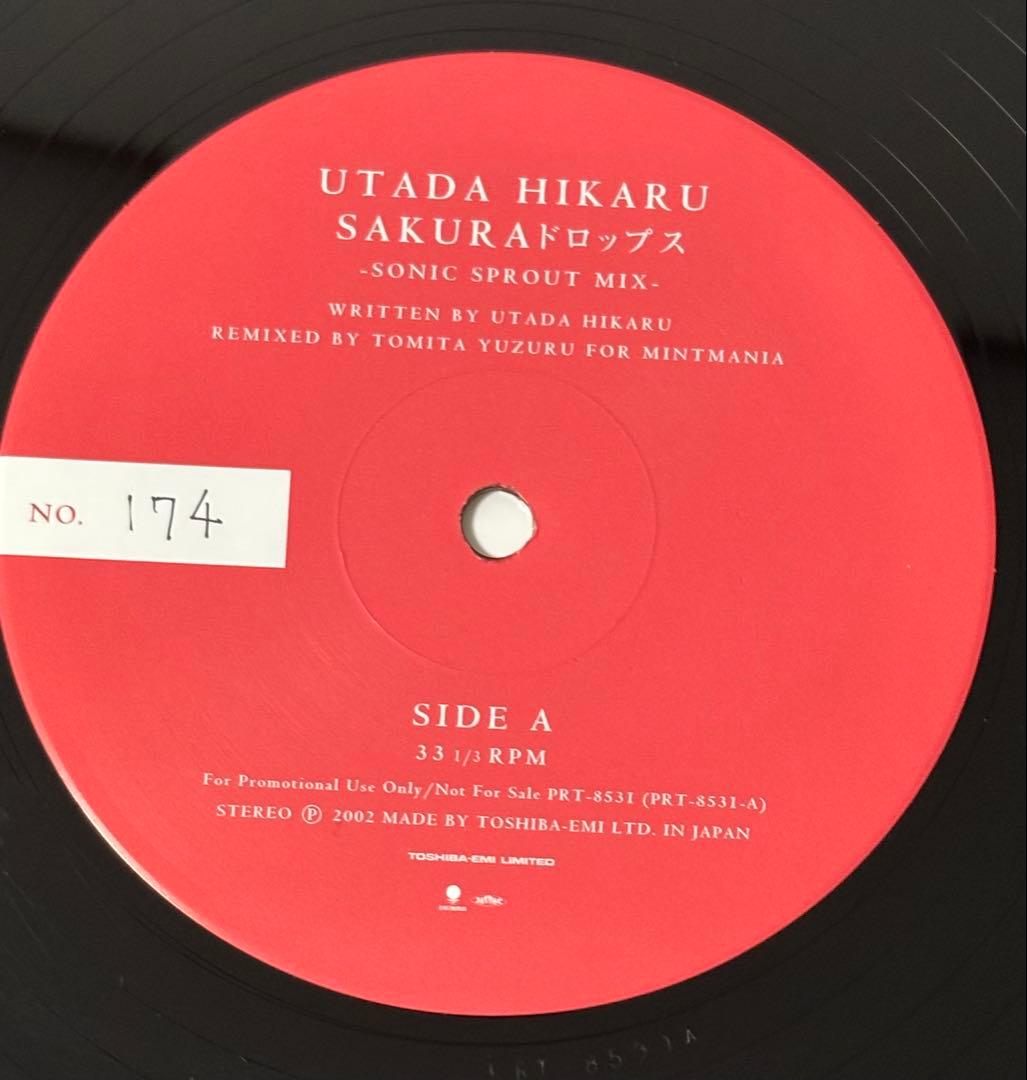 UTADA HIKARU
SAKURAドロップス
-SONIC SPROUT MIX-
WRITTEN BY UTADA HIKARU
REMIXED BY TOMITA YUZURU FOR MINTMANIA
NO. 174
SIDE A
33 1/3 RPM
For Promotional Use Only/Not For Sale PRT-8531 (PRT-8531-A)
STEREO Ⓟ 2002 MADE BY TOSHIBA-EMI LTD. IN JAPAN
TOSHIBA-EMI LIMITED